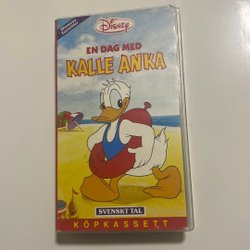 Disney
EN DAG MED
KALLE ANKA
SVENSKT TAL
KÖPKASSETT